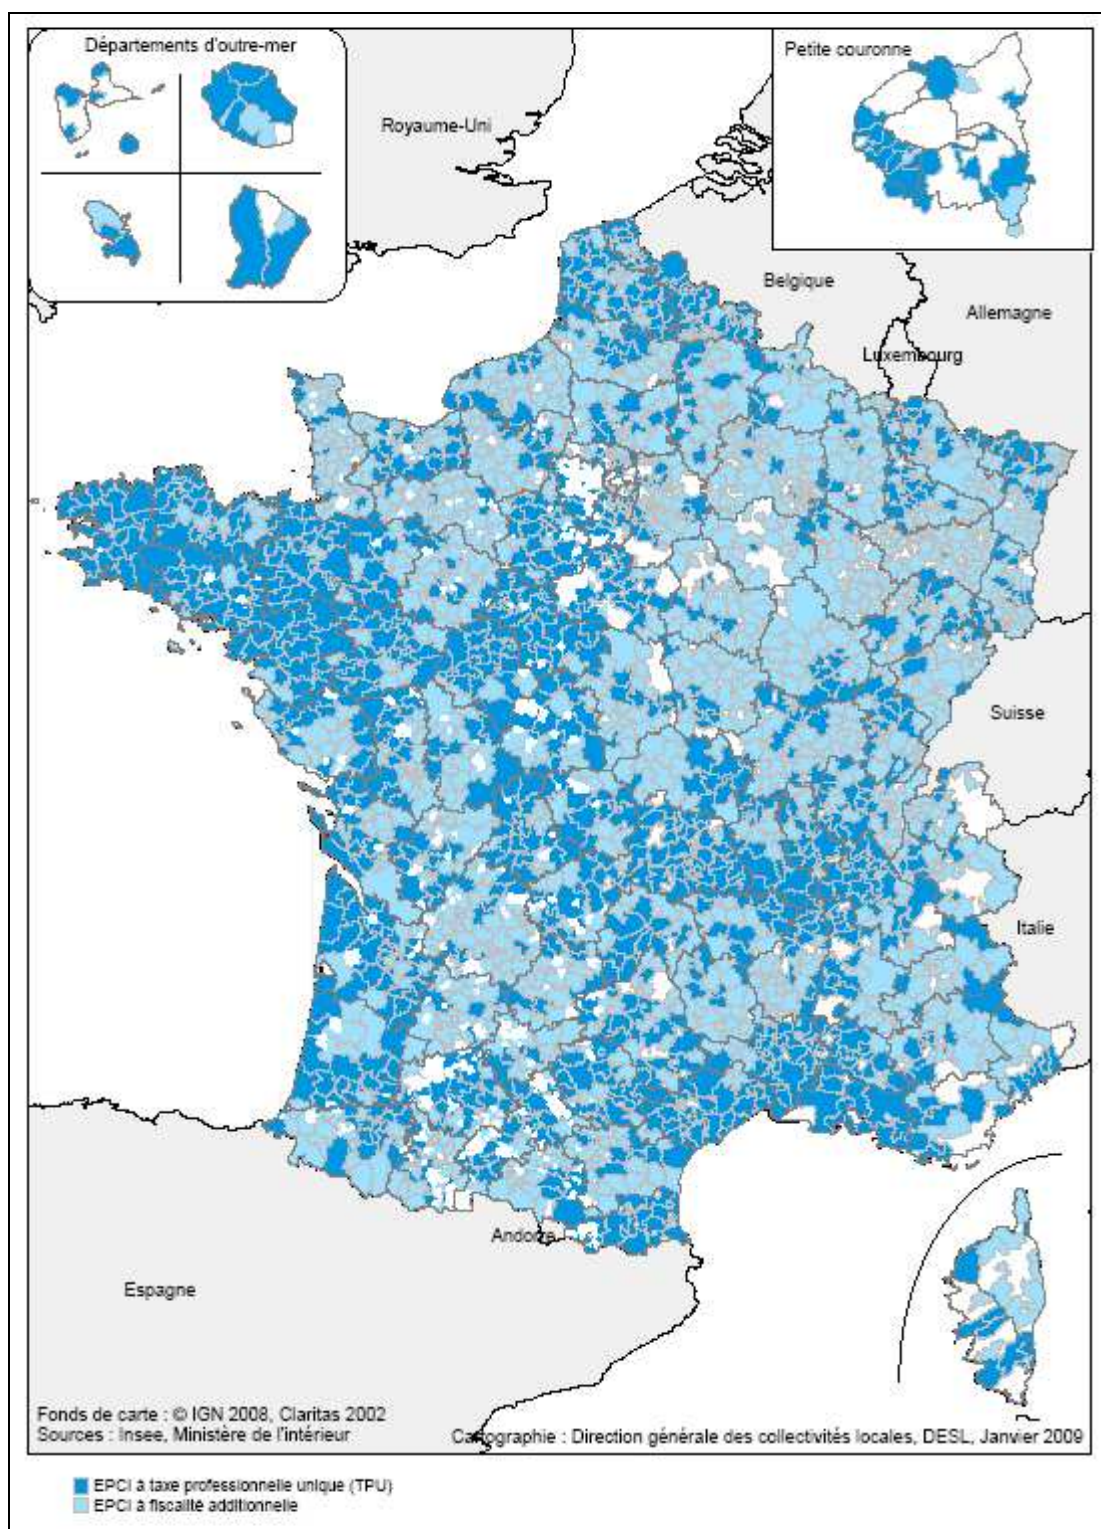 Départements d'outre-mer
Petite couronne
Royaume-Uni
Belgique
Allemagne
Luxembourg
Suisse
Italie
Andorre
Espagne
Fonds de carte : © IGN 2008, Claritas 2002
Sources : Insee, Ministère de l'intérieur
Cartographie : Direction générale des collectivités locales, DESL, Janvier 2009
EPCI à taxe professionnelle unique (TPU)
EPCI à fiscalité additionnelle